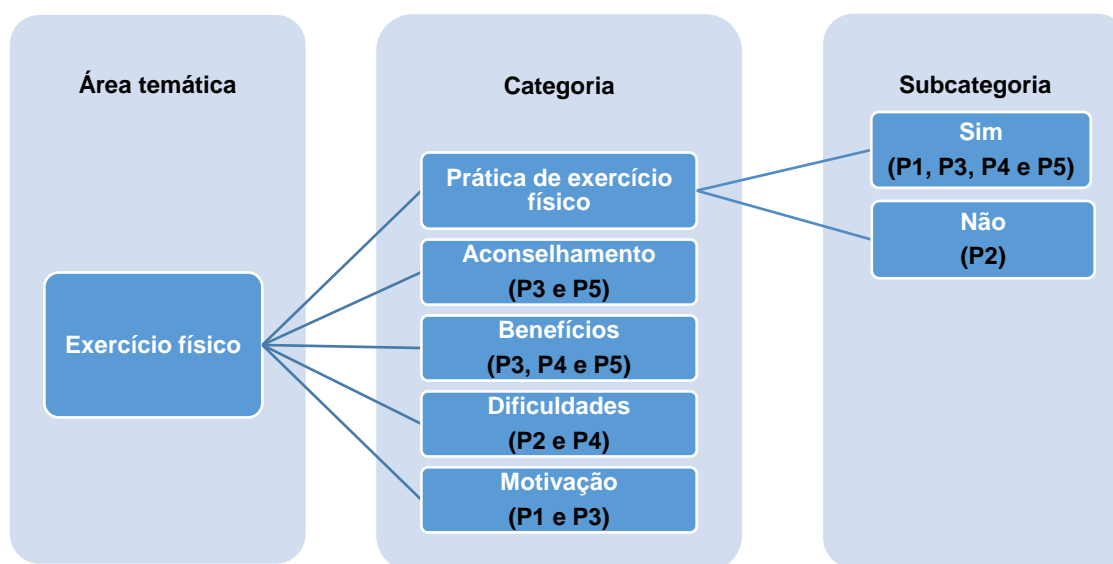 Área temática
Categoria
Subcategoria
Exercício físico
Prática de exercício
físico
Aconselhamento
(P3 e P5)
Benefícios
(P3, P4 e P5)
Dificuldades
(P2 e P4)
Motivação
(P1 e P3)
Sim
(P1, P3, P4 e P5)
Não
(P2)